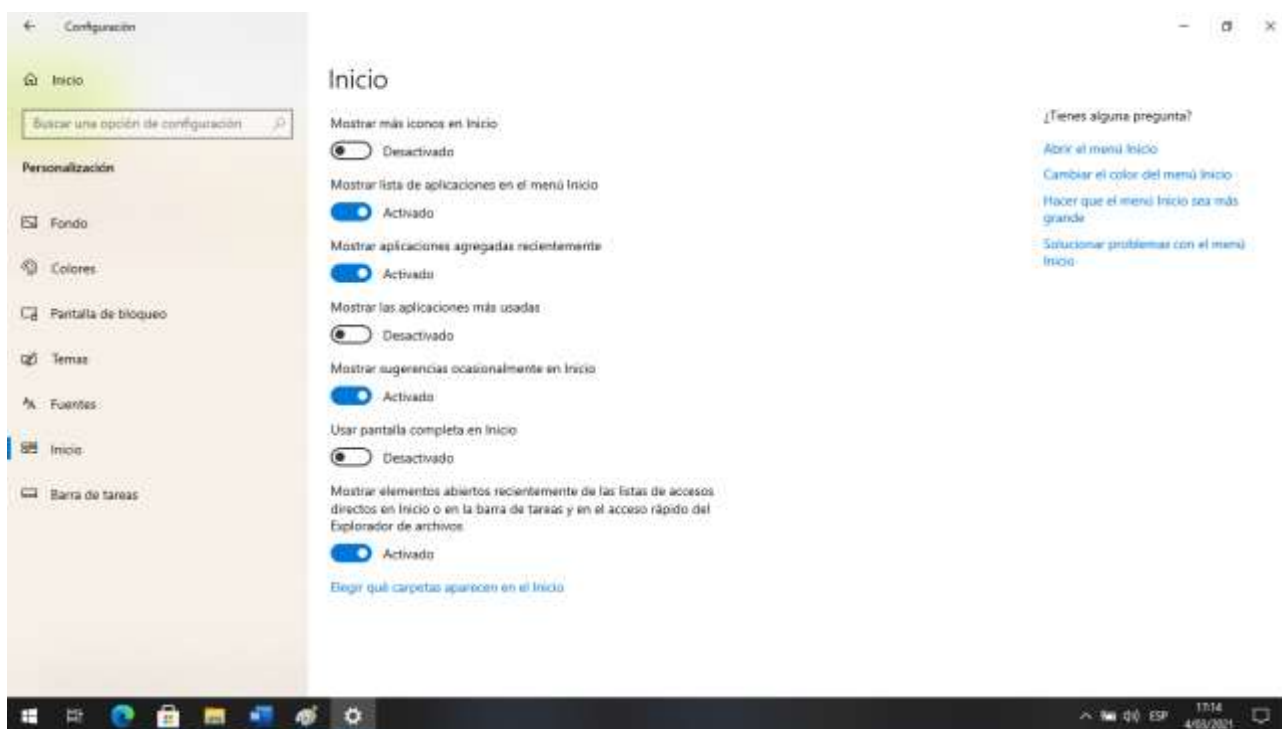 Configuración
Inicio
Buscar una opción de configuración
Personalización
Fondo
Colores
Pantalla de bloqueo
Temas
Fuentes
Inicio
Barra de tareas
Inicio
Mostrar más iconos en Inicio
Desactivado
Mostrar lista de aplicaciones en el menú Inicio
Activado
Mostrar aplicaciones agregadas recientemente
Activado
Mostrar las aplicaciones más usadas
Desactivado
Mostrar sugerencias ocasionalmente en Inicio
Activado
Usar pantalla completa en Inicio
Desactivado
Mostrar elementos abiertos recientemente de las listas de accesos
directos en Inicio o en la barra de tareas y en el acceso rápido del
Explorador de archivos
Activado
Elegir qué carpetas aparecen en el Inicio
¿Tienes alguna pregunta?
Abrir el menú Inicio
Cambiar el color del menú Inicio
Hacer que el menú Inicio sea más
grande
Solucionar problemas con el menú
Inicio
ESP
17:14
4/03/2021